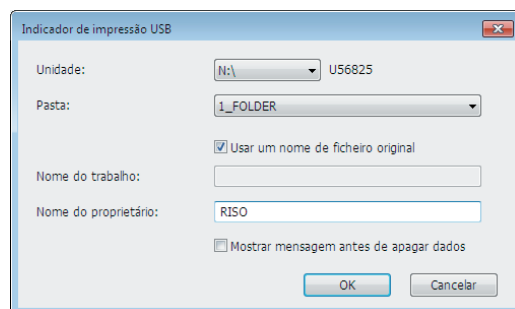 Indicador de impressão USB
Unidade: N:\ U56825
Pasta: 1_FOLDER
Usar um nome de ficheiro original
Nome do trabalho:
Nome do proprietário: RISO
Mostrar mensagem antes de apagar dados
OK Cancelar